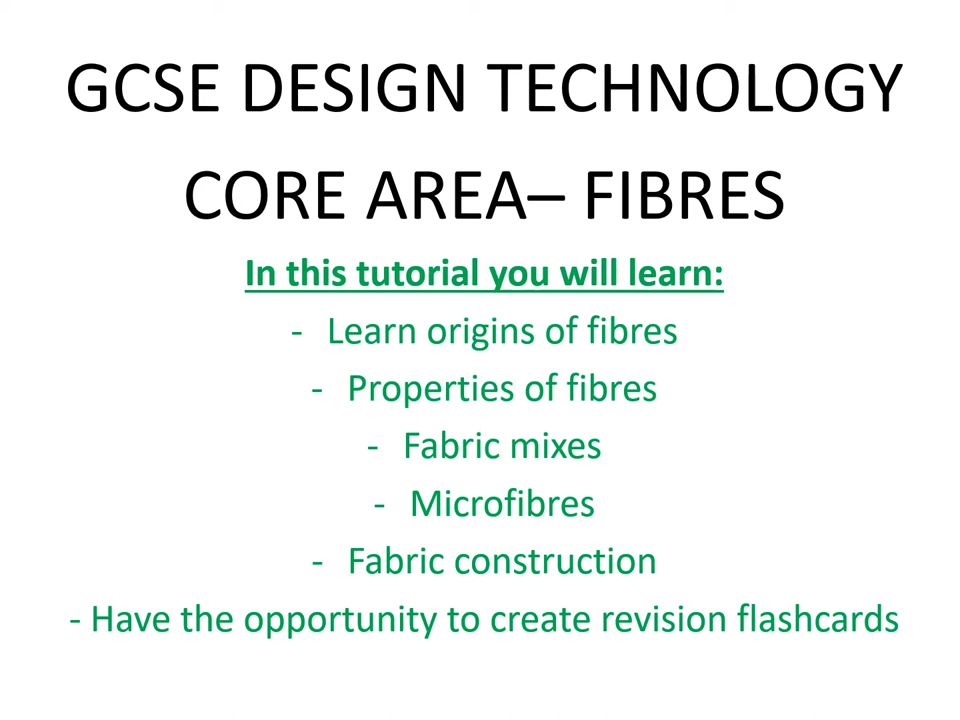 GCSE DESIGN TECHNOLOGY
CORE AREA– FIBRES
In this tutorial you will learn:
- Learn origins of fibres
- Properties of fibres
- Fabric mixes
- Microfibres
- Fabric construction
- Have the opportunity to create revision flashcards